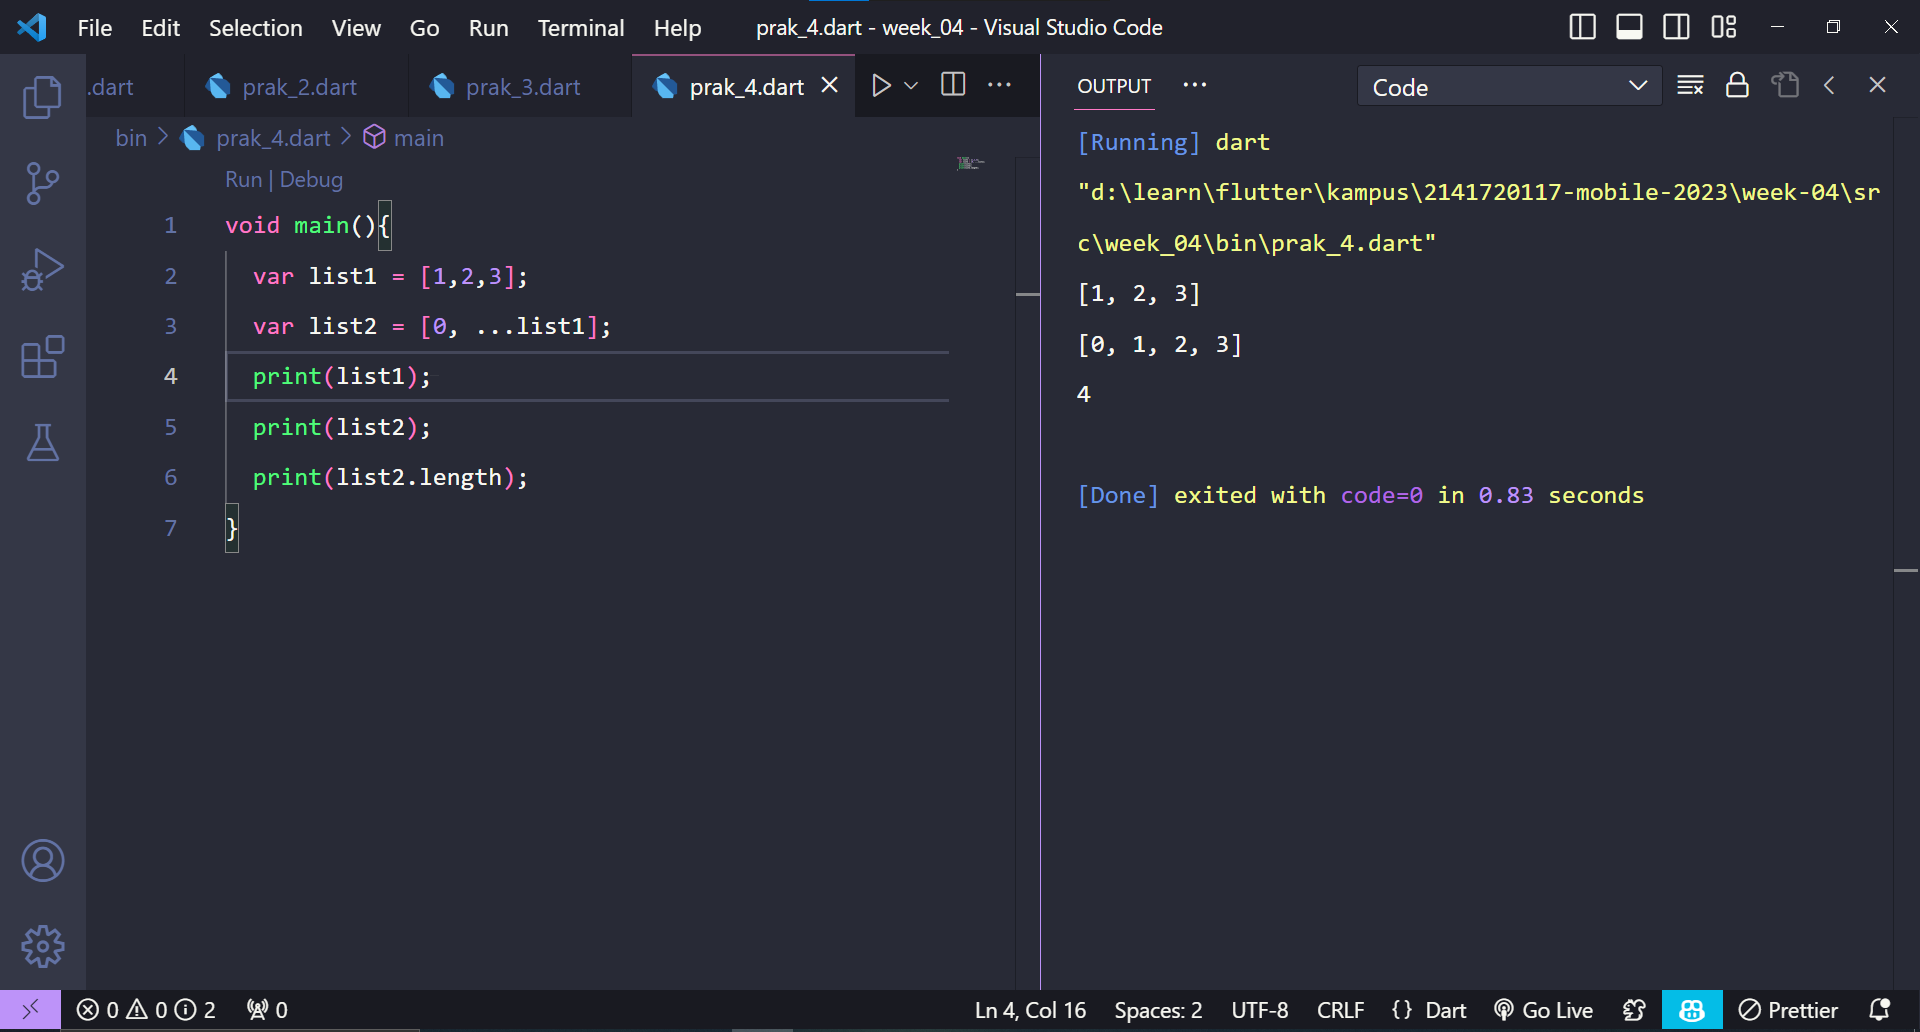 File Edit Selection View Go Run Terminal Help prak_4.dart - week_04 - Visual Studio Code
.dart prak_2.dart prak_3.dart prak_4.dart
bin > prak_4.dart > main
Run | Debug
1 void main(){
2 var list1 = [1,2,3];
3 var list2 = [0, ...list1];
4 print(list1);
5 print(list2);
6 print(list2.length);
7 }
OUTPUT ··· Code
[Running] dart
"d:\learn\flutter\kampus\2141720117-mobile-2023\week-04\sr
c\week_04\bin\prak_4.dart"
[1, 2, 3]
[0, 1, 2, 3]
4
[Done] exited with code=0 in 0.83 seconds
0 0 2 0 Ln 4, Col 16 Spaces: 2 UTF-8 CRLF {} Dart Go Live Prettier